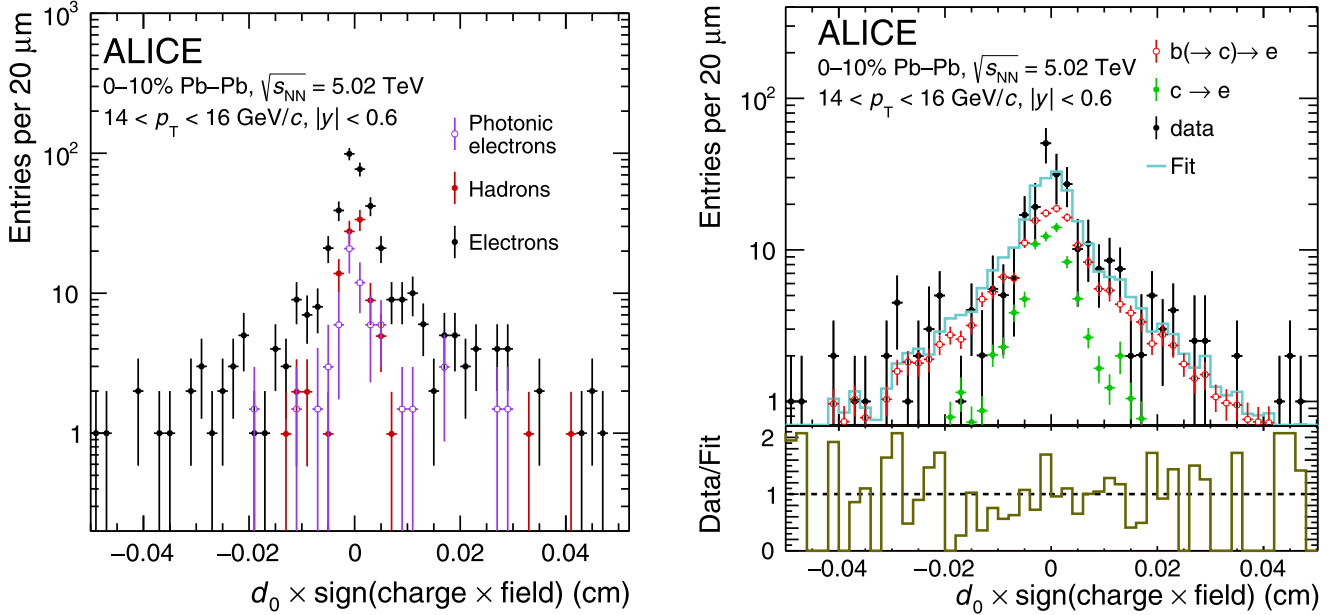 ALICE
0–10% Pb–Pb, √sNN = 5.02 TeV
14 < pT < 16 GeV/c, |y| < 0.6
Photonic
electrons
Hadrons
Electrons
Entries per 20 μm
10³
10²
10
1
−0.04 −0.02 0 0.02 0.04
d0 × sign(charge × field) (cm)
ALICE
0–10% Pb–Pb, √sNN = 5.02 TeV
14 < pT < 16 GeV/c, |y| < 0.6
b(→ c)→ e
c → e
data
Fit
Entries per 20 μm
10²
10
1
Data/Fit
2
1
0
−0.04 −0.02 0 0.02 0.04
d0 × sign(charge × field) (cm)